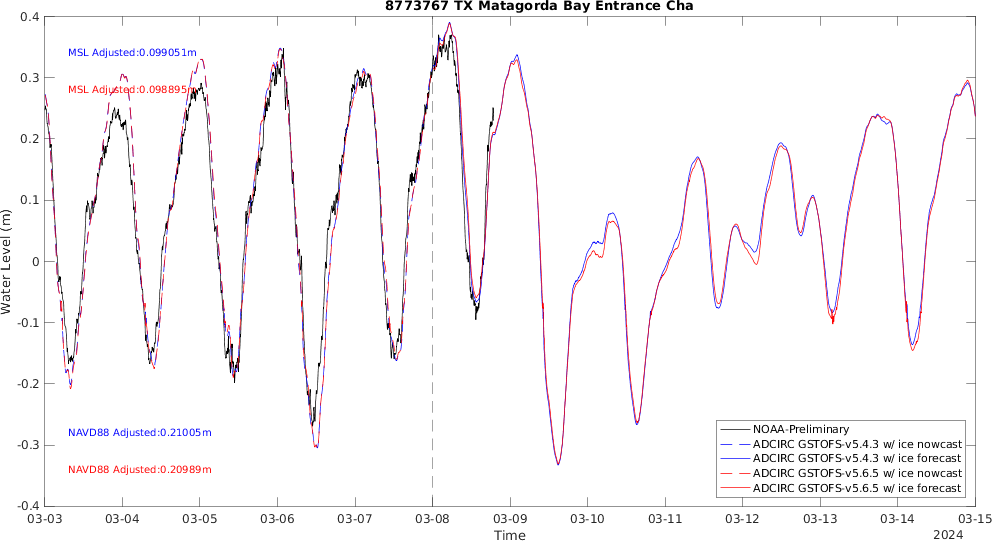 8773767 TX Matagorda Bay Entrance Cha
0.4
0.3
0.2
0.1
0
-0.1
-0.2
-0.3
-0.4
Water Level (m)
MSL Adjusted:0.099051m
MSL Adjusted:0.098895m
NAVD88 Adjusted:0.21005m
NAVD88 Adjusted:0.20989m
NOAA-Preliminary
ADCIRC GSTOFS-v5.4.3 w/ ice nowcast
ADCIRC GSTOFS-v5.4.3 w/ ice forecast
ADCIRC GSTOFS-v5.6.5 w/ ice nowcast
ADCIRC GSTOFS-v5.6.5 w/ ice forecast
03-03 03-04 03-05 03-06 03-07 03-08 03-09 03-10 03-11 03-12 03-13 03-14 03-15
Time
2024